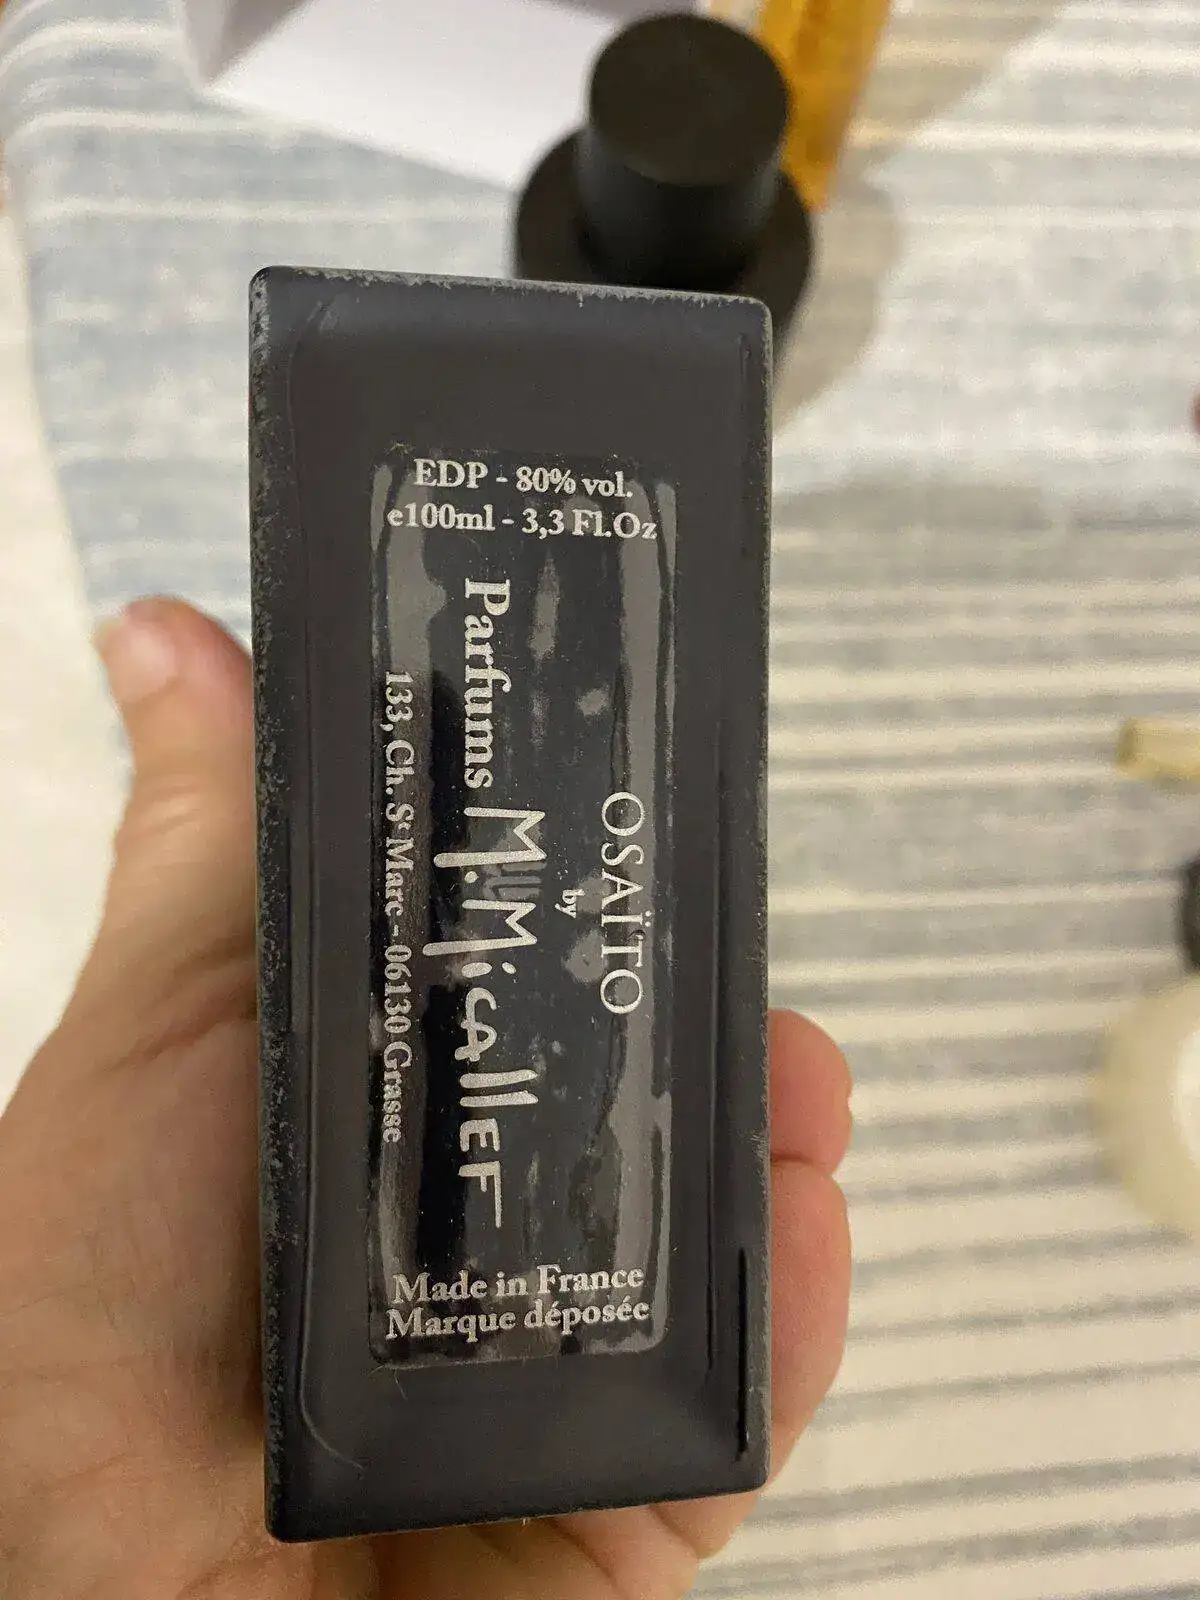 EDP - 80% vol.
e100ml - 3,3 Fl.Oz
OSAÏTO
by
Parfums M.MiCALLEF
133, Ch. St Marc - 06130 Grasse
Made in France
Marque déposée